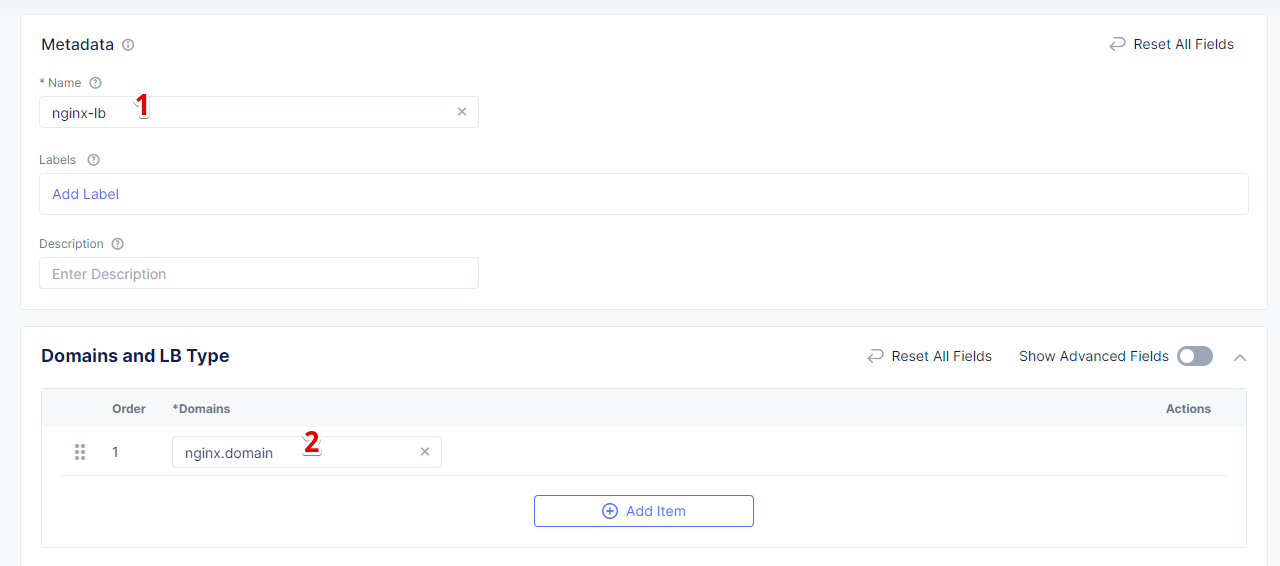 Metadata
Reset All Fields
* Name
nginx-lb
1
Labels
Add Label
Description
Enter Description
Domains and LB Type
Reset All Fields
Show Advanced Fields
Order
*Domains
Actions
1
nginx.domain
2
Add Item